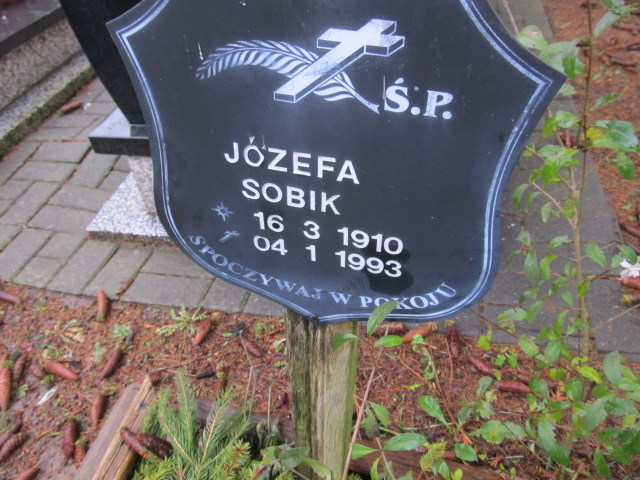 Ś.P.
JÓZEFA
SOBIK
16 3 1910
04 1 1993
SPOCZYWAJ W POKOJU